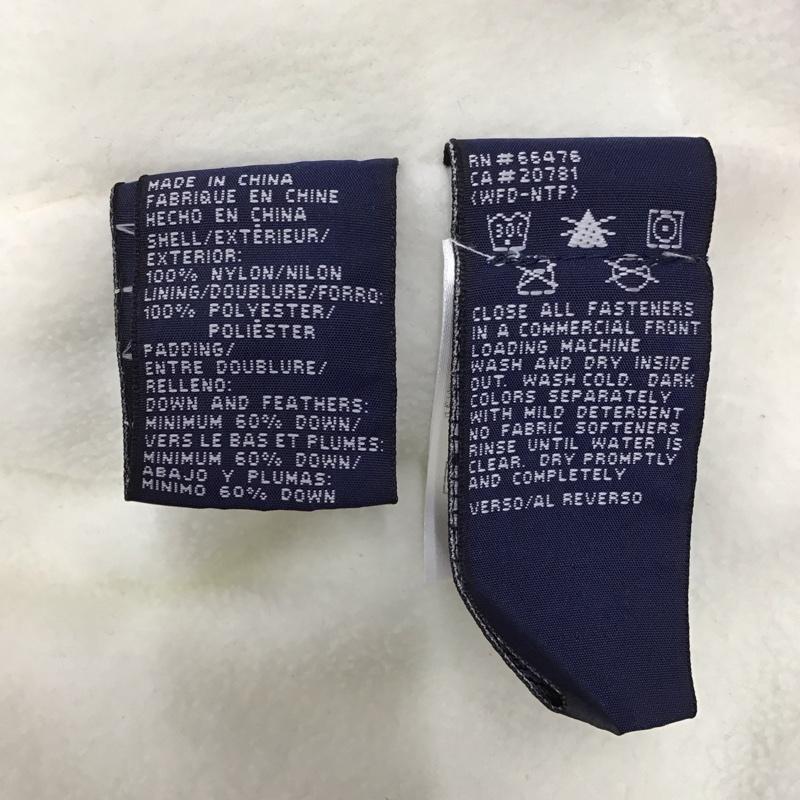 MADE IN CHINA
FABRIQUE EN CHINE
HECHO EN CHINA
SHELL/EXTÉRIEUR/
EXTERIOR:
100% NYLON/NILON
LINING/DOUBLURE/FORRO:
100% POLYESTER/
POLIÉSTER
PADDING/
ENTRE DOUBLURE/
RELLENO:
DOWN AND FEATHERS:
MINIMUM 60% DOWN/
VERS LE BAS ET PLUMES:
MINIMUM 60% DOWN/
ABAJO Y PLUMAS:
MINIMO 60% DOWN
RN #66476
CA #20781
(WFD-NTF)
30C
CLOSE ALL FASTENERS
IN A COMMERCIAL FRONT
LOADING MACHINE
WASH AND DRY INSIDE
OUT. WASH COLD. DARK
COLORS SEPARATELY
WITH MILD DETERGENT
NO FABRIC SOFTENERS
RINSE UNTIL WATER IS
CLEAR. DRY PROMPTLY
AND COMPLETELY
VERSO/AL REVERSO